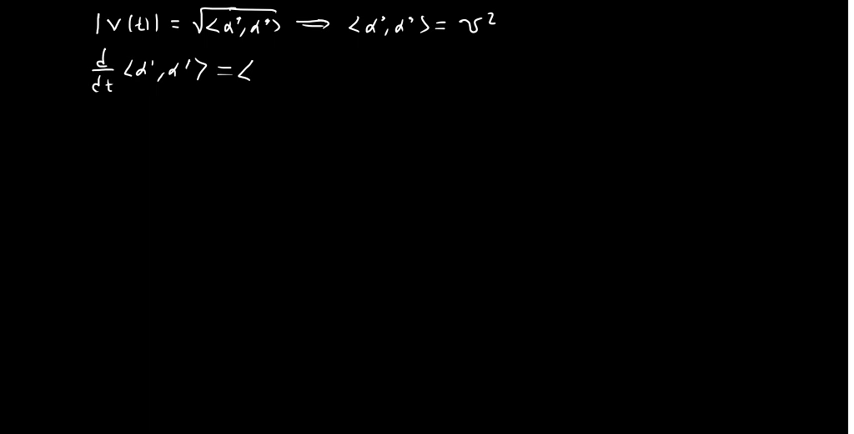 |v(t)| = √⟨α', α'⟩ ⟹ ⟨α', α'⟩ = v²
d/dt ⟨α', α'⟩ = ⟨